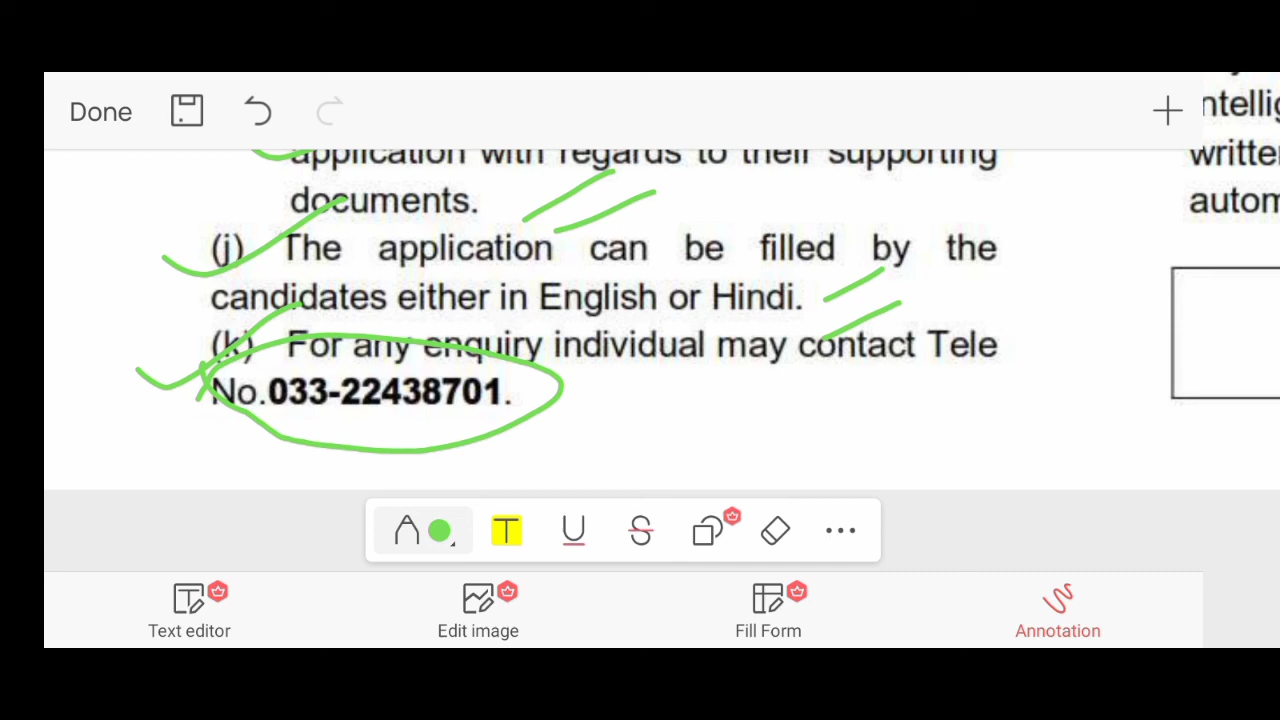 Done
application with regards to their supporting
documents.
(j) The application can be filled by the
candidates either in English or Hindi.
(k) For any enquiry individual may contact Tele
No.033-22438701.
ntellig
writte
autom
T
U
S
Text editor
Edit image
Fill Form
Annotation